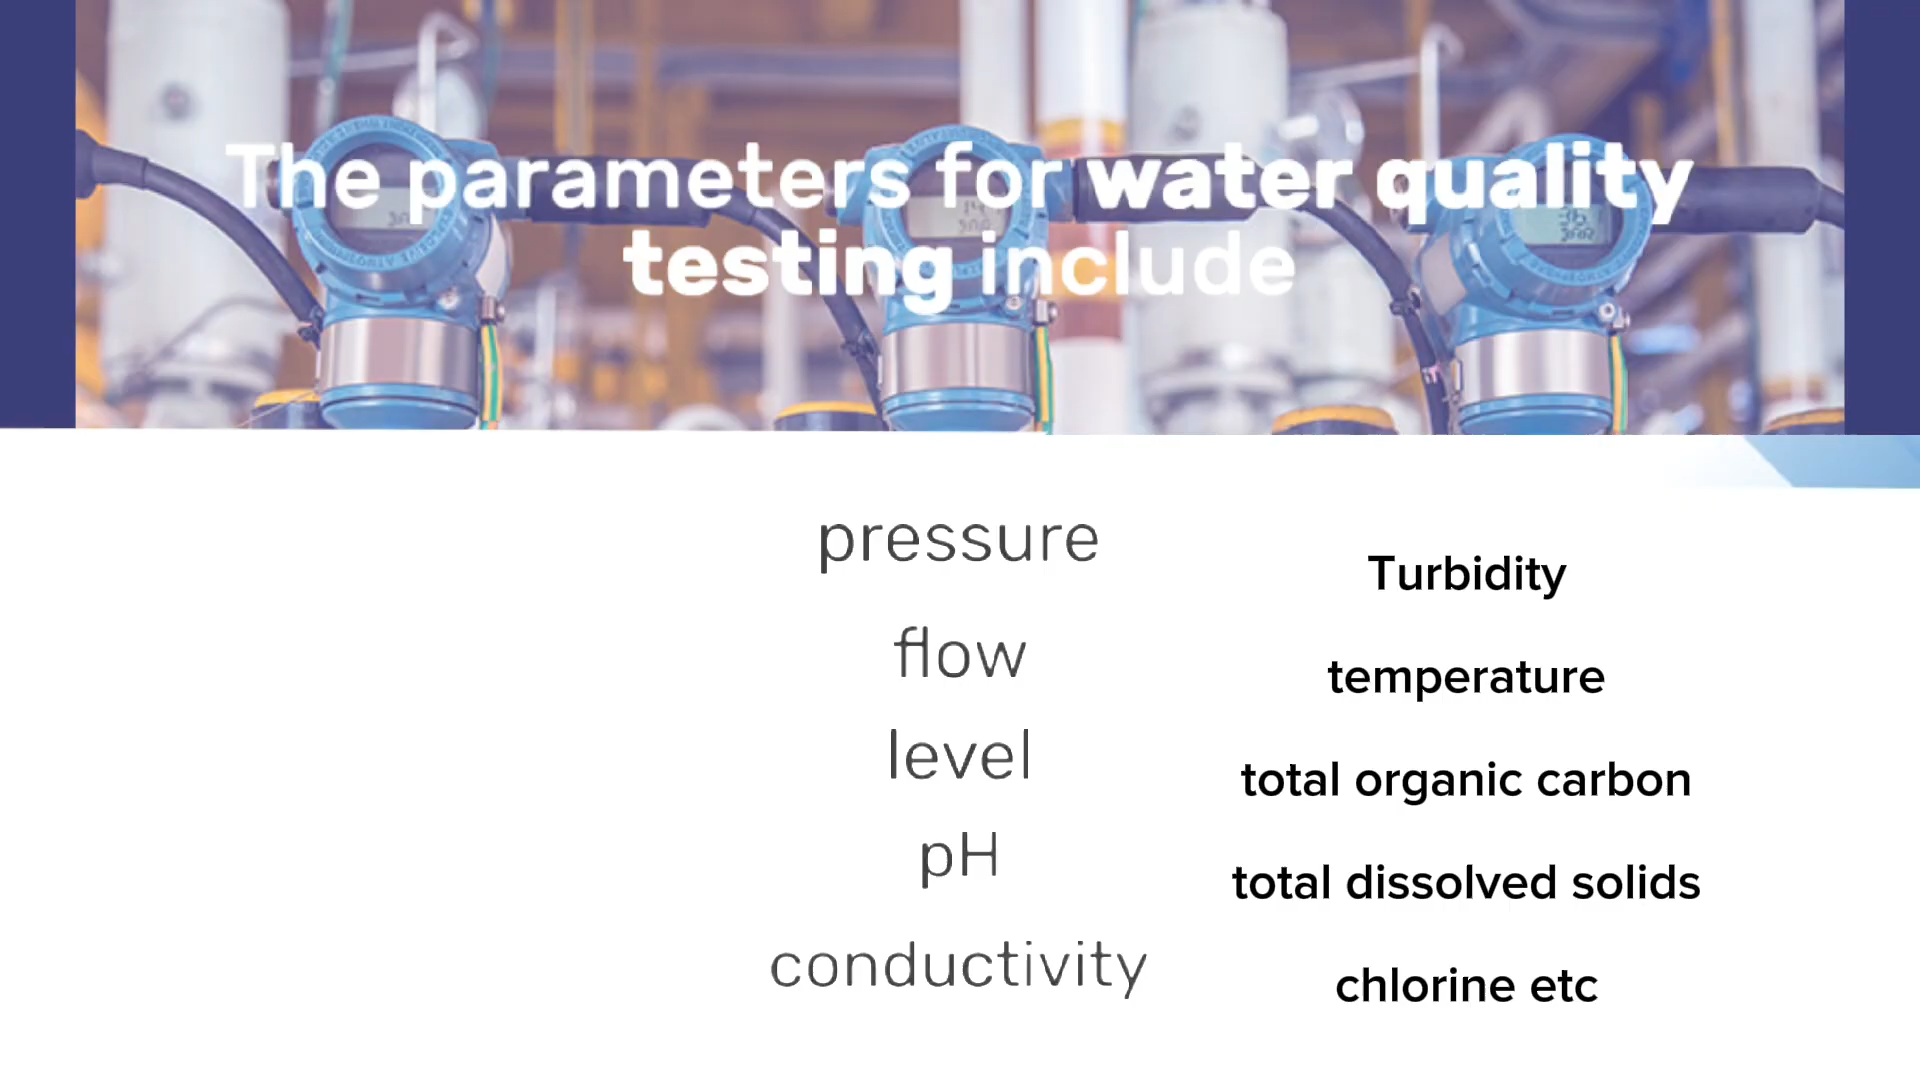 The parameters for water quality
testing include
pressure
flow
level
pH
conductivity
Turbidity
temperature
total organic carbon
total dissolved solids
chlorine etc